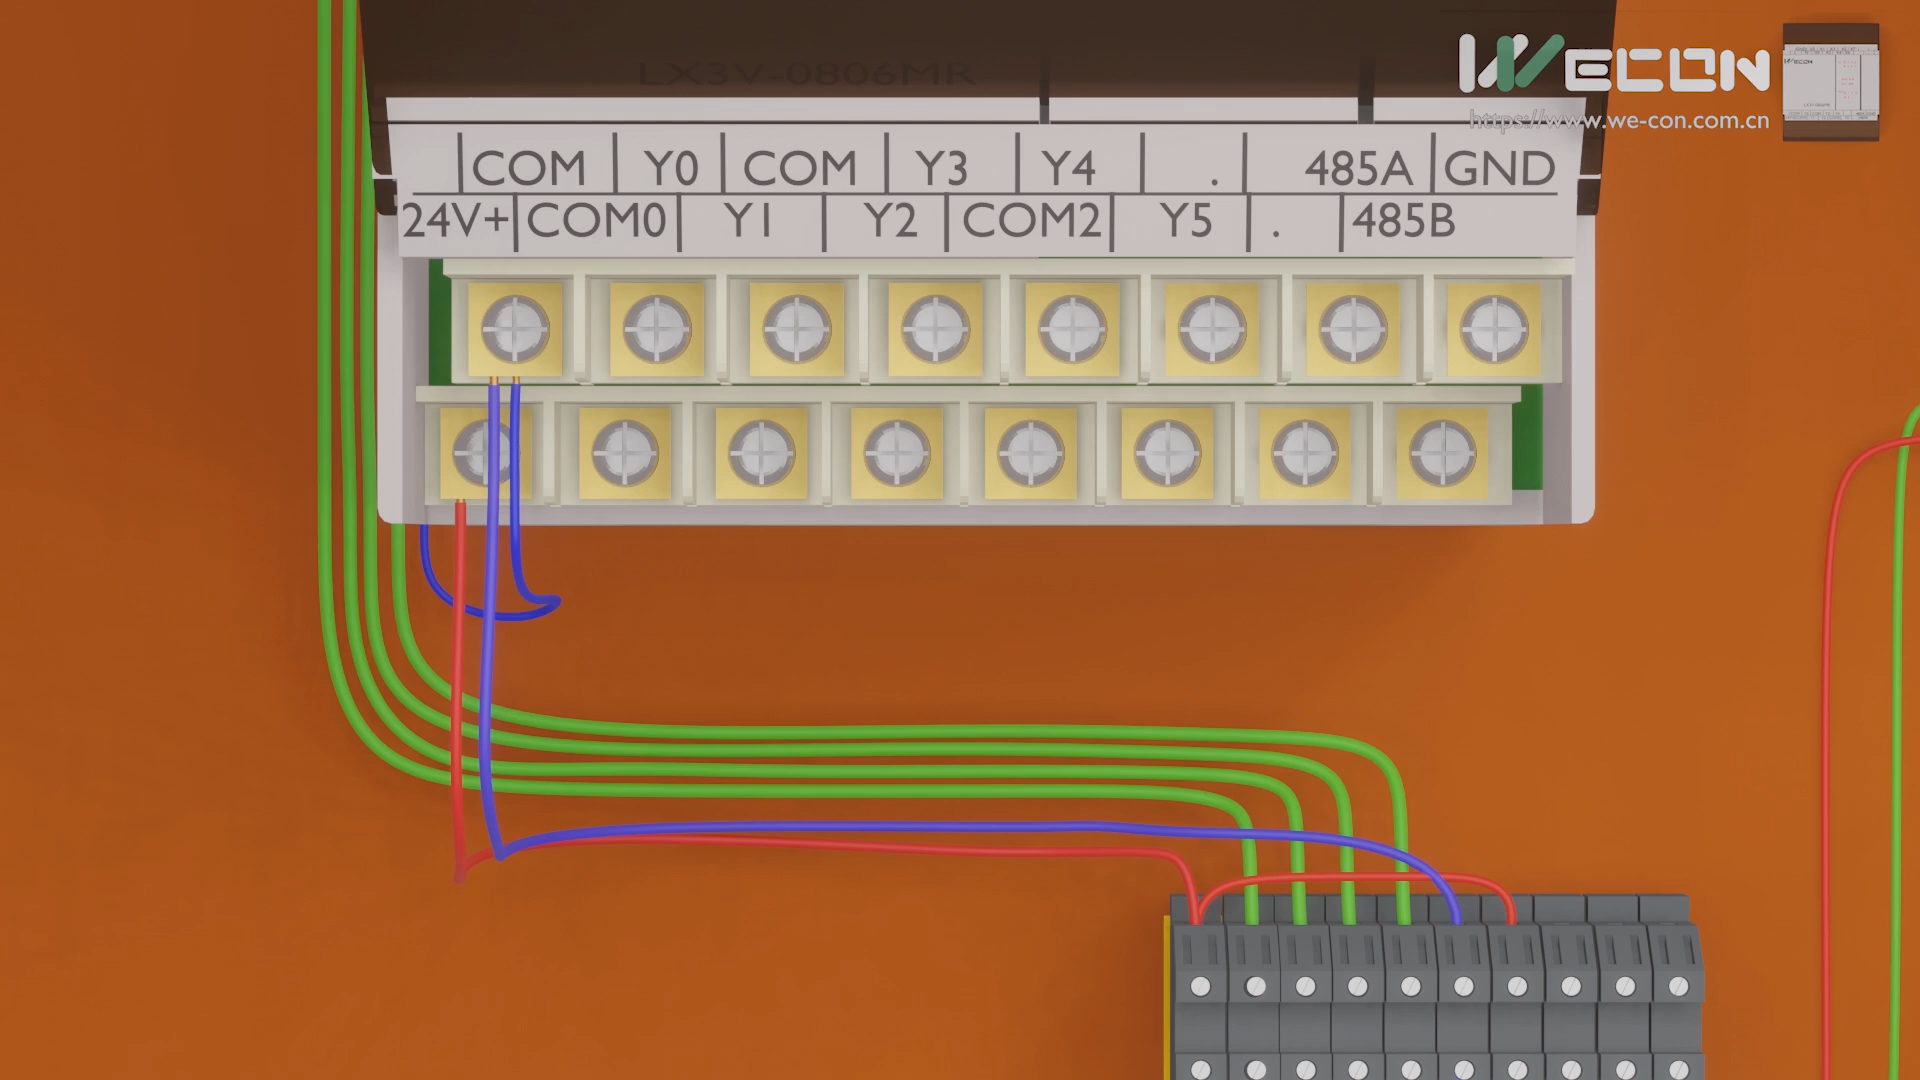 WECON
https://www.we-con.com.cn
LX3V-0806MR
COM Y0 COM Y3 Y4 . 485A GND
24V+ COM0 Y1 Y2 COM2 Y5 . 485B